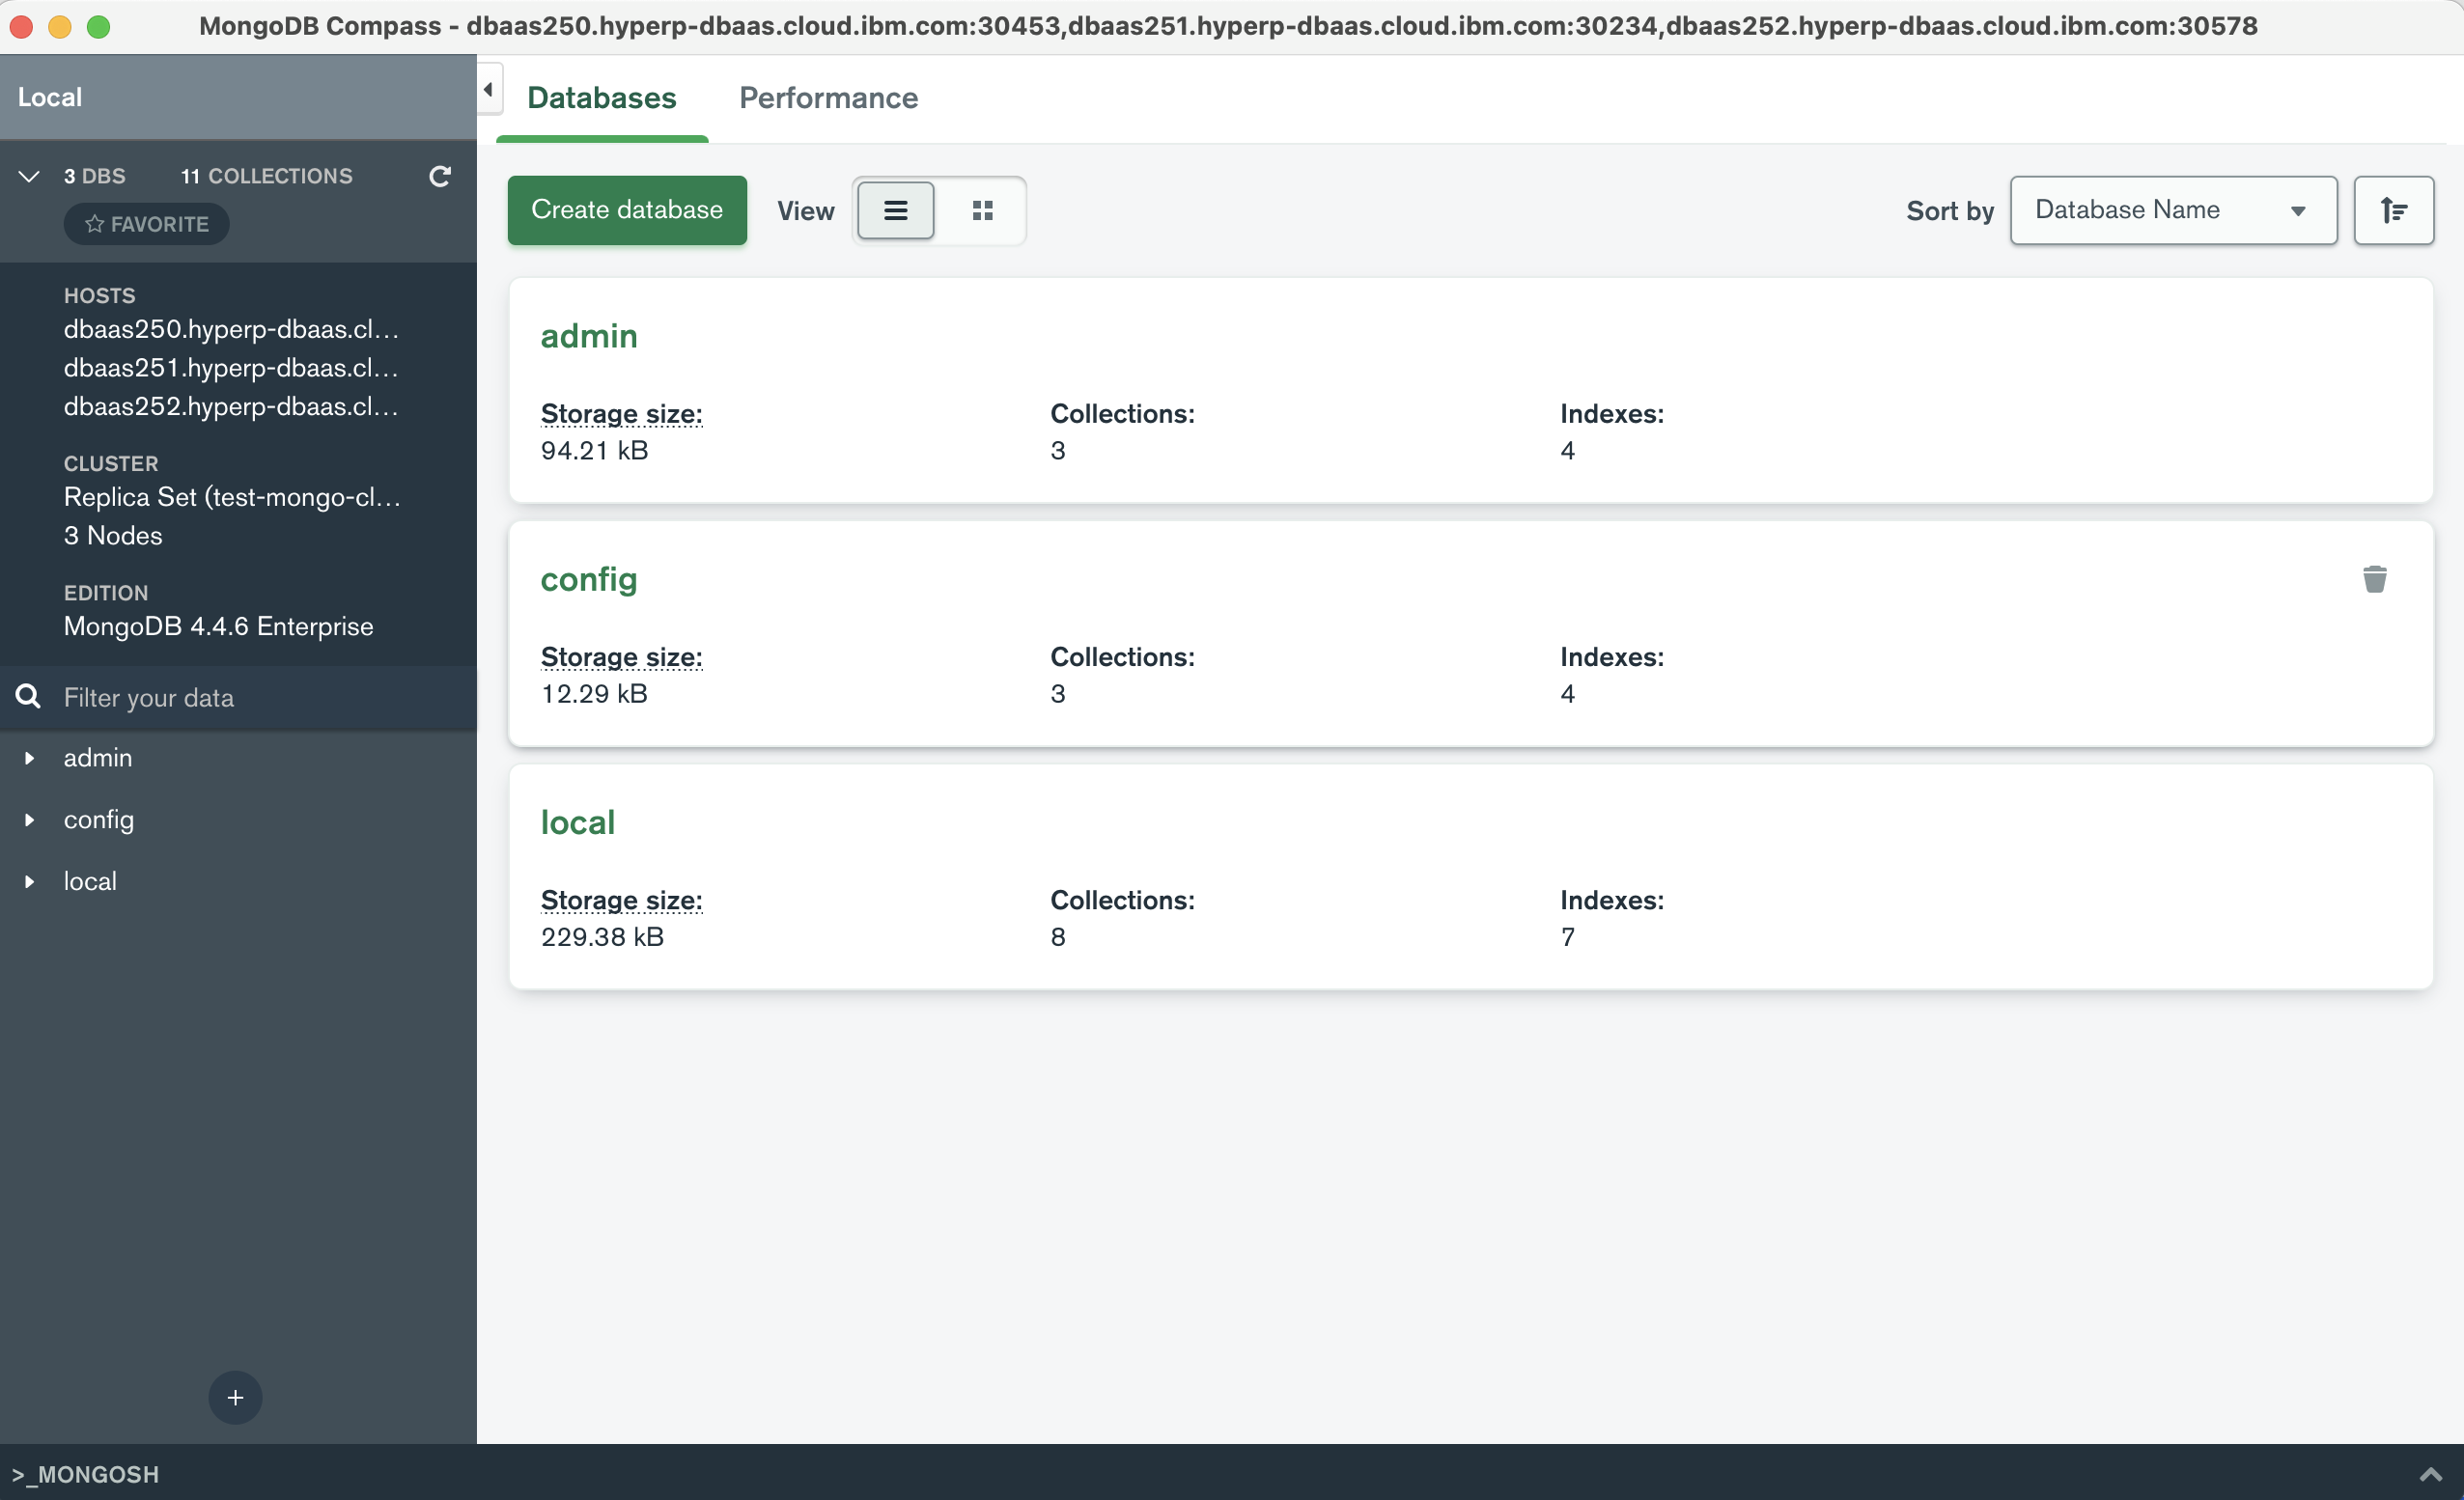 MongoDB Compass - dbaas250.hyperp-dbaas.cloud.ibm.com:30453,dbaas251.hyperp-dbaas.cloud.ibm.com:30234,dbaas252.hyperp-dbaas.cloud.ibm.com:30578
Local
3 DBS 11 COLLECTIONS
FAVORITE
HOSTS
dbaas250.hyperp-dbaas.cl...
dbaas251.hyperp-dbaas.cl...
dbaas252.hyperp-dbaas.cl...
CLUSTER
Replica Set (test-mongo-cl...
3 Nodes
EDITION
MongoDB 4.4.6 Enterprise
Filter your data
admin
config
local
Databases Performance
Create database View Sort by Database Name
admin
Storage size: Collections: Indexes:
94.21 kB 3 4
config
Storage size: Collections: Indexes:
12.29 kB 3 4
local
Storage size: Collections: Indexes:
229.38 kB 8 7
>_MONGOSH